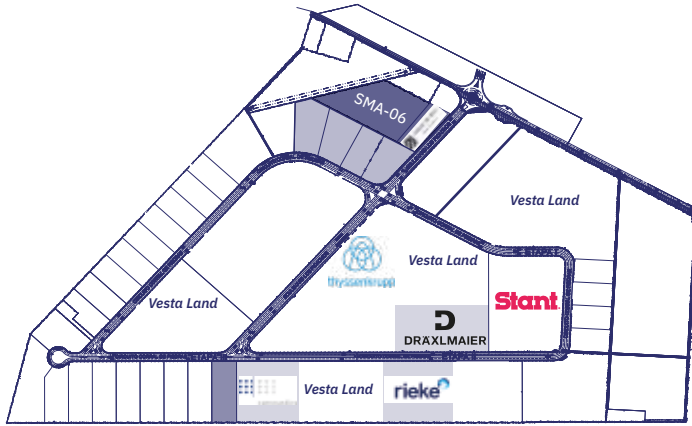 SMA-06
Vesta Land
thyssenkrupp
Vesta Land
Stant
Vesta Land
DRÄXLMAIER
Vesta Land
rieke